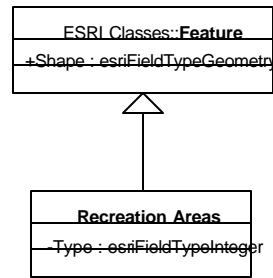 ESRI Classes::Feature
+Shape : esriFieldTypeGeometry
Recreation Areas
-Type : esriFieldTypeInteger